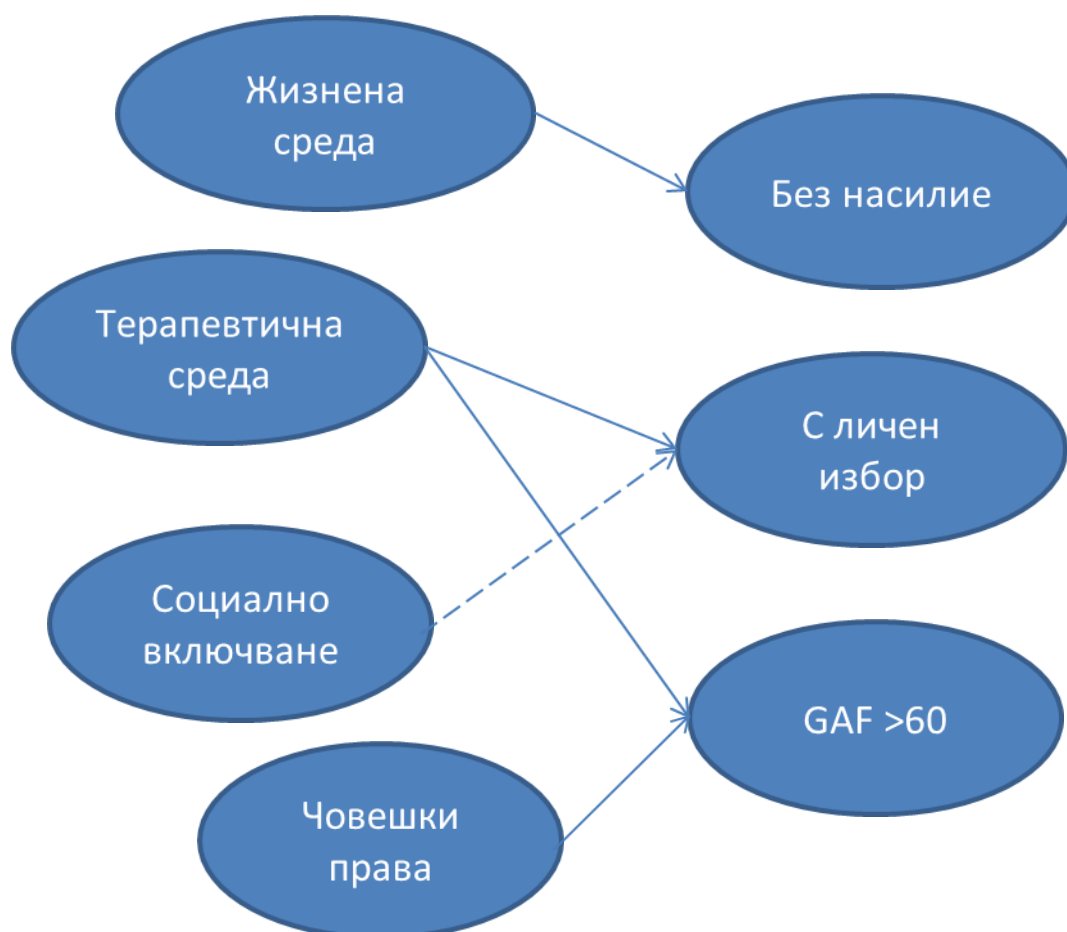 Жизнена
среда
Без насилие
Терапевтична
среда
С личен
избор
Социално
включване
GAF >60
Човешки
права